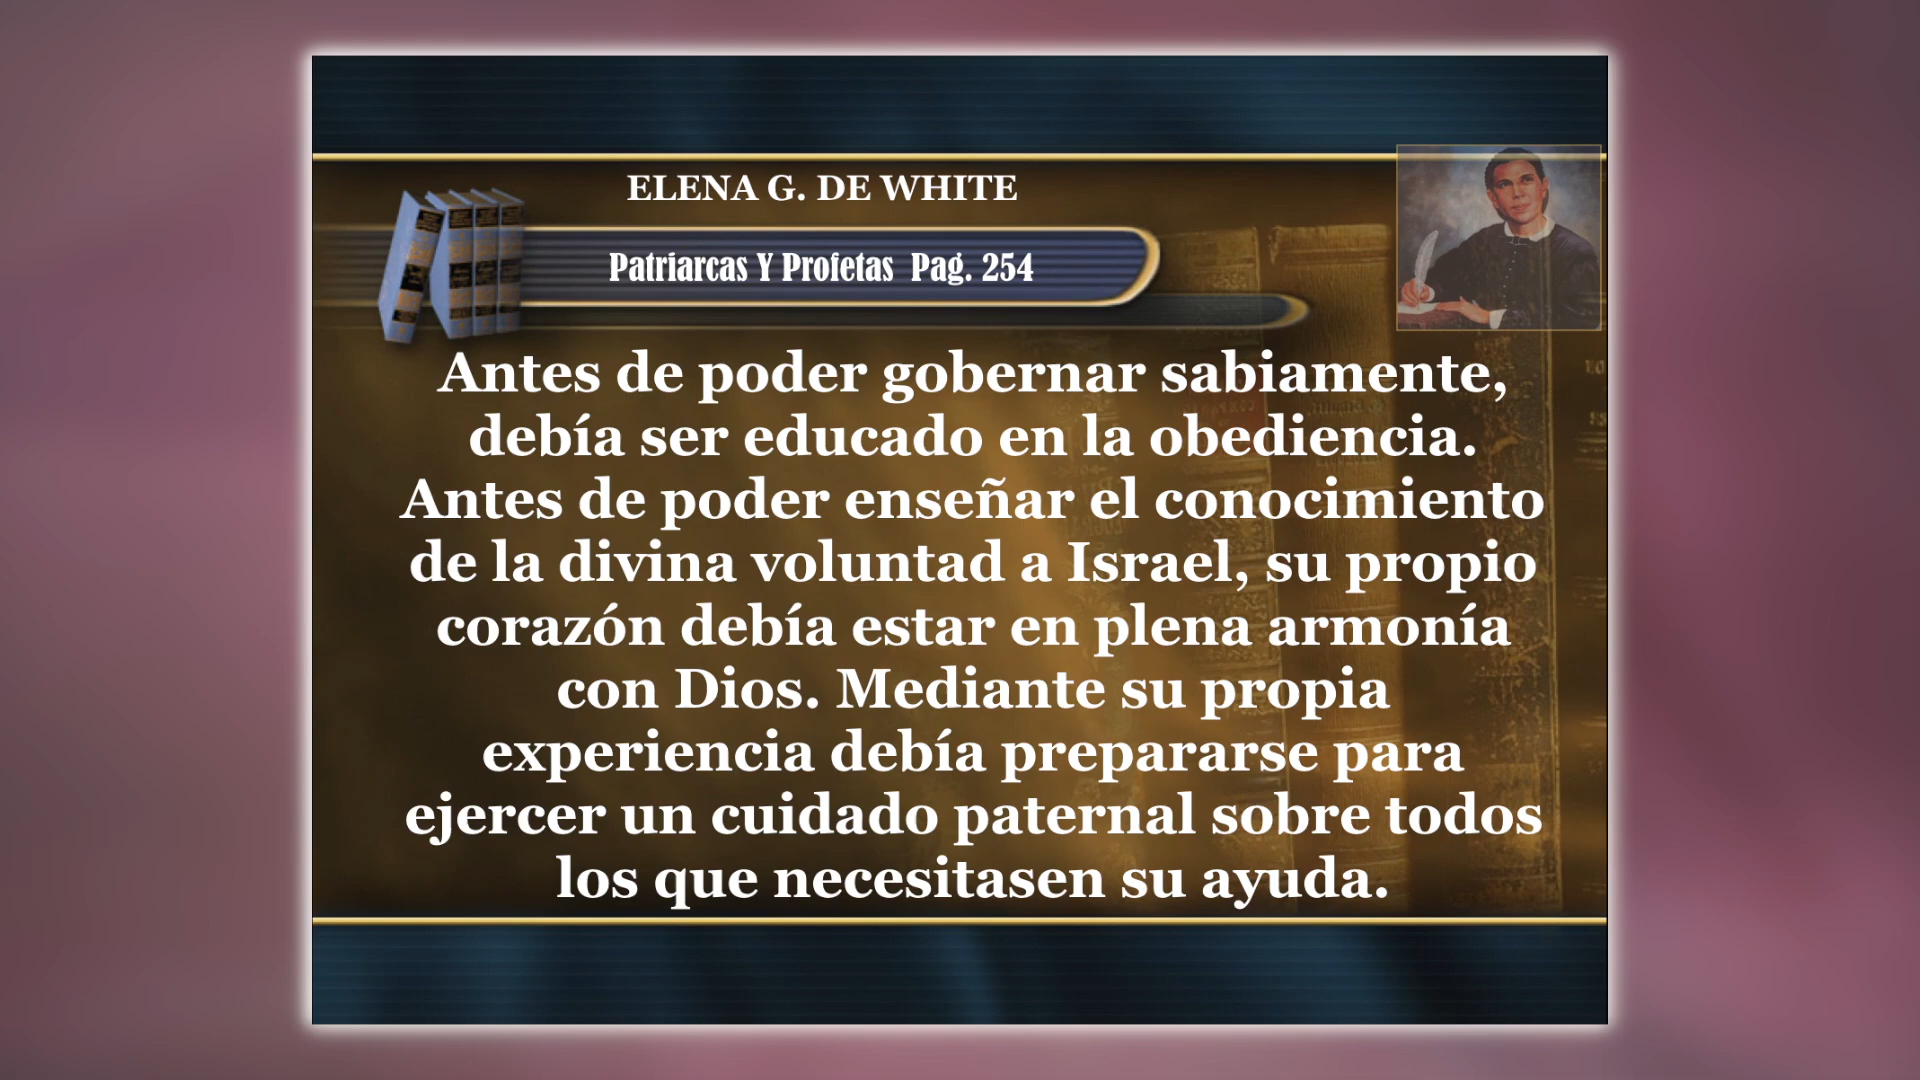 ELENA G. DE WHITE
Patriarcas Y Profetas Pag. 254
Antes de poder gobernar sabiamente,
debía ser educado en la obediencia.
Antes de poder enseñar el conocimiento
de la divina voluntad a Israel, su propio
corazón debía estar en plena armonía
con Dios. Mediante su propia
experiencia debía prepararse para
ejercer un cuidado paternal sobre todos
los que necesitasen su ayuda.